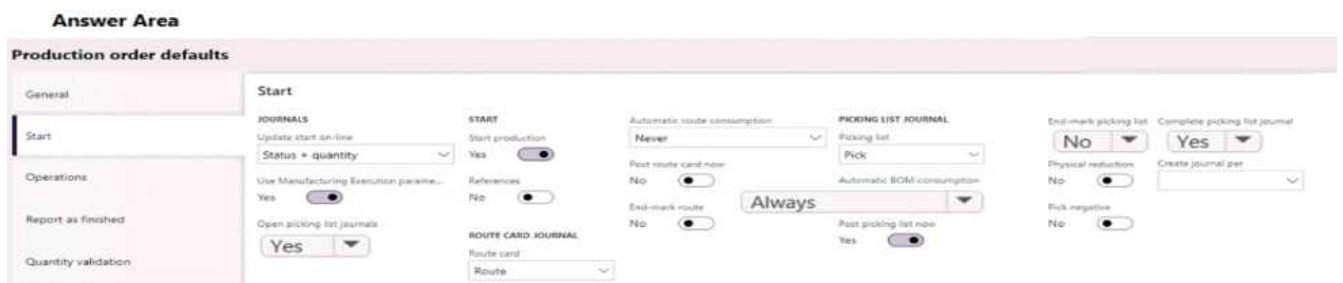 Answer Area
Production order defaults
General
Start
Operations
Report as finished
Quantity validation
Start
JOURNALS
Update start on-line
Status + quantity
Use Manufacturing Execution parame...
Yes
Open picking list journals
Yes
START
Start production
Yes
References
No
ROUTE CARD JOURNAL
Route card
Route
Automatic route consumption
Never
Post route card now
No
End-mark route
No
PICKING LIST JOURNAL
Picking list
Pick
Automatic BOM consumption
Always
Post picking list now
Yes
End-mark picking list
No
Physical reduction
No
Pick negative
No
Complete picking list journal
Yes
Create journal per